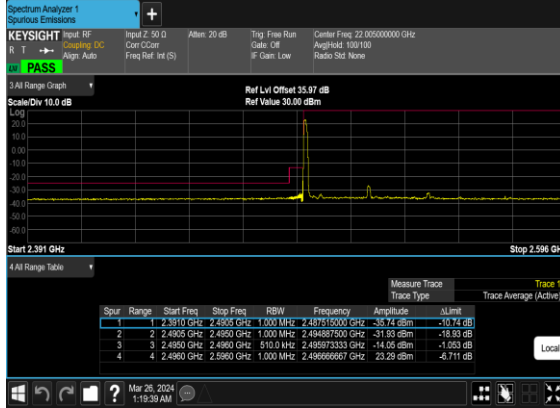 Spectrum Analyzer 1
Spurious Emissions
KEYSIGHT Input: RF Input Z: 50 Ω Atten: 20 dB Trig: Free Run Center Freq: 22.005000000 GHz
R T Coupling: DC Corr CCorr Gate: Off Avg|Hold: 100/100
Align: Auto Freq Ref: Int (S) IF Gain: Low Radio Std: None
PASS
3 All Range Graph
Ref Lvl Offset 35.97 dB
Scale/Div 10.0 dB Ref Value 30.00 dBm
Log
20.0
10.0
0.00
-10.0
-20.0
-30.0
-40.0
-50.0
-60.0
Start 2.391 GHz Stop 2.596 GH
4 All Range Table
Measure Trace Trace 1
Trace Type Trace Average (Active)
Spur Range Start Freq Stop Freq RBW Frequency Amplitude ΔLimit
1 1 2.3910 GHz 2.4905 GHz 1.000 MHz 2.487515000 GHz -35.74 dBm -10.74 dB
2 2 2.4905 GHz 2.4950 GHz 1.000 MHz 2.494887500 GHz -31.93 dBm -18.93 dB
3 3 2.4950 GHz 2.4960 GHz 510.0 kHz 2.495973333 GHz -14.05 dBm -1.053 dB
4 4 2.4960 GHz 2.5960 GHz 1.000 MHz 2.496666667 GHz 23.29 dBm -6.711 dB
Local
Mar 26, 2024
1:19:39 AM